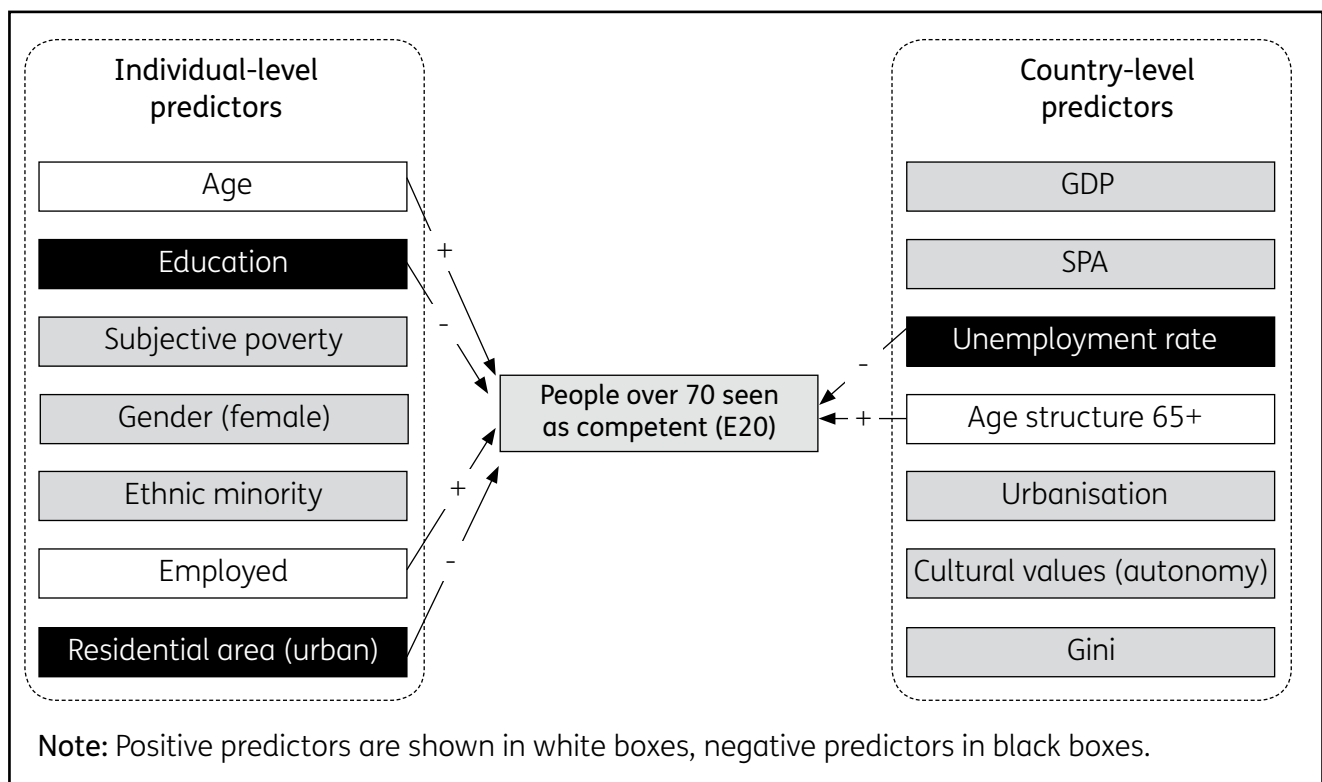 Individual-level
predictors
Age
Education
Subjective poverty
Gender (female)
Ethnic minority
Employed
Residential area (urban)
+
-
+
-
People over 70 seen
as competent (E20)
-
+
Country-level
predictors
GDP
SPA
Unemployment rate
Age structure 65+
Urbanisation
Cultural values (autonomy)
Gini
Note: Positive predictors are shown in white boxes, negative predictors in black boxes.